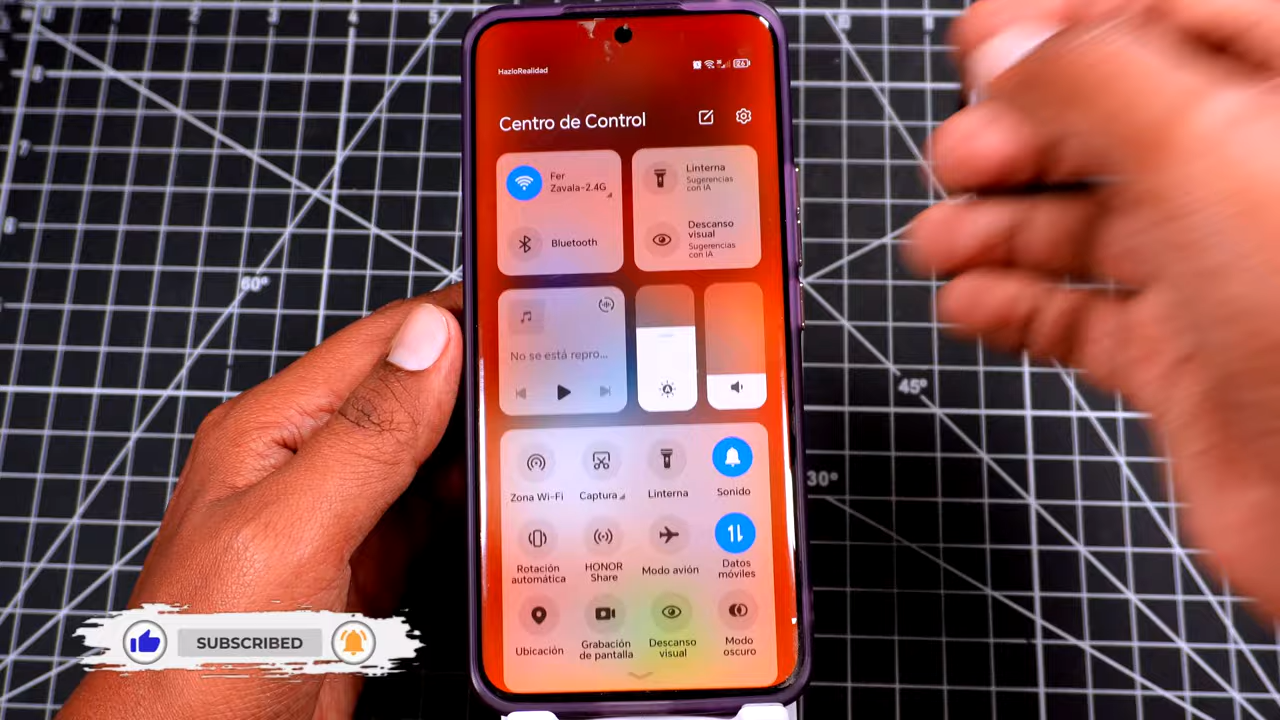 HazloRealidad
26
Centro de Control
Fer
Zavala-2.4G
Bluetooth
Linterna
Sugerencias
con IA
Descanso
visual
Sugerencias
con IA
No se está repro...
Zona Wi-Fi
Captura
Linterna
Sonido
Rotación
automática
HONOR
Share
Modo avión
Datos
móviles
Ubicación
Grabación
de pantalla
Descanso
visual
Modo
oscuro
60°
45°
30°
SUBSCRIBED